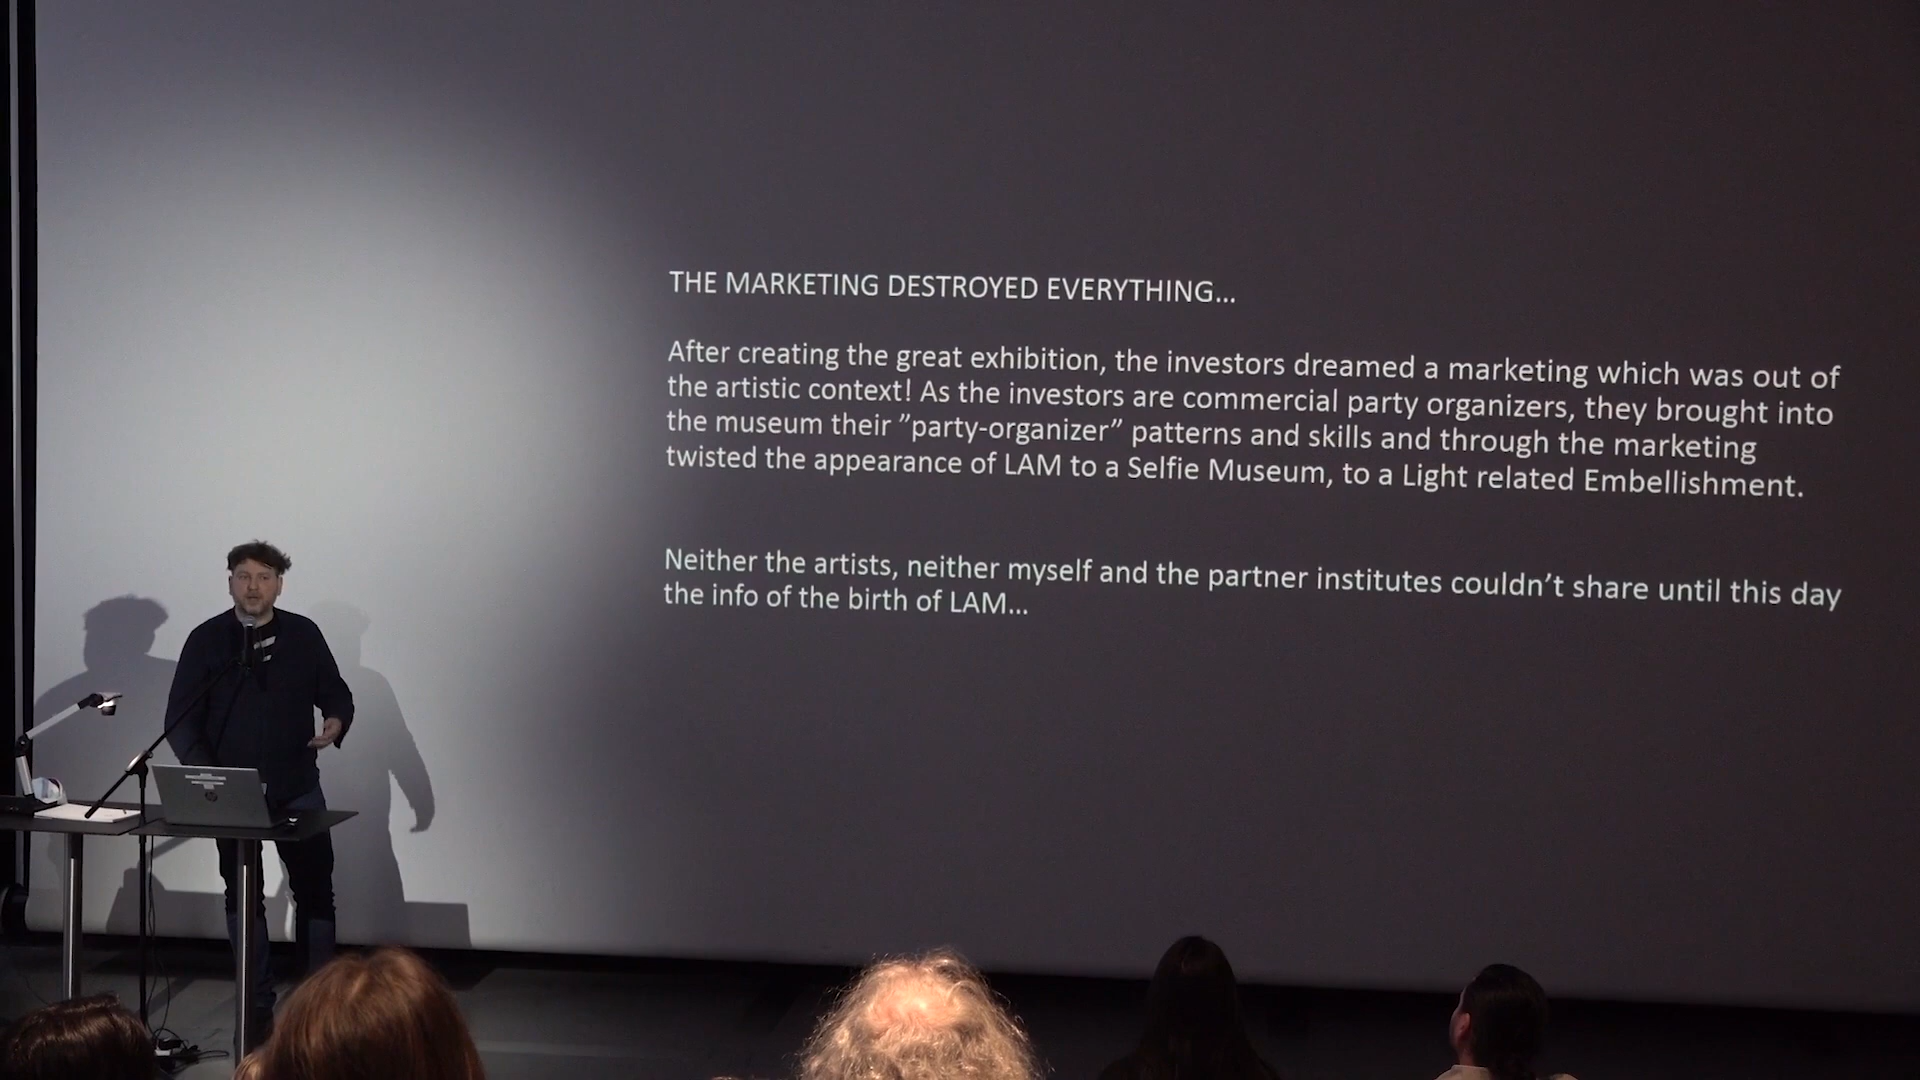 THE MARKETING DESTROYED EVERYTHING...
After creating the great exhibition, the investors dreamed a marketing which was out of
the artistic context! As the investors are commercial party organizers, they brought into
the museum their ”party-organizer” patterns and skills and through the marketing
twisted the appearance of LAM to a Selfie Museum, to a Light related Embellishment.
Neither the artists, neither myself and the partner institutes couldn’t share until this day
the info of the birth of LAM...